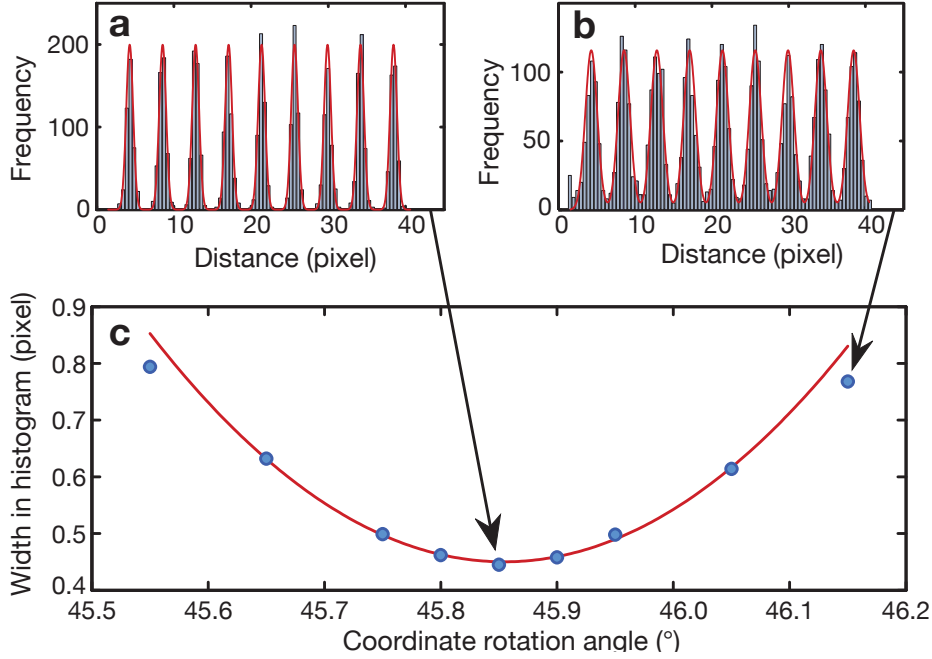 a
Frequency
200
100
0
0 10 20 30 40
Distance (pixel)
b
Frequency
100
50
0
0 10 20 30 40
Distance (pixel)
c
Width in histogram (pixel)
0.9
0.8
0.7
0.6
0.5
0.4
45.5 45.6 45.7 45.8 45.9 46.0 46.1 46.2
Coordinate rotation angle (°)